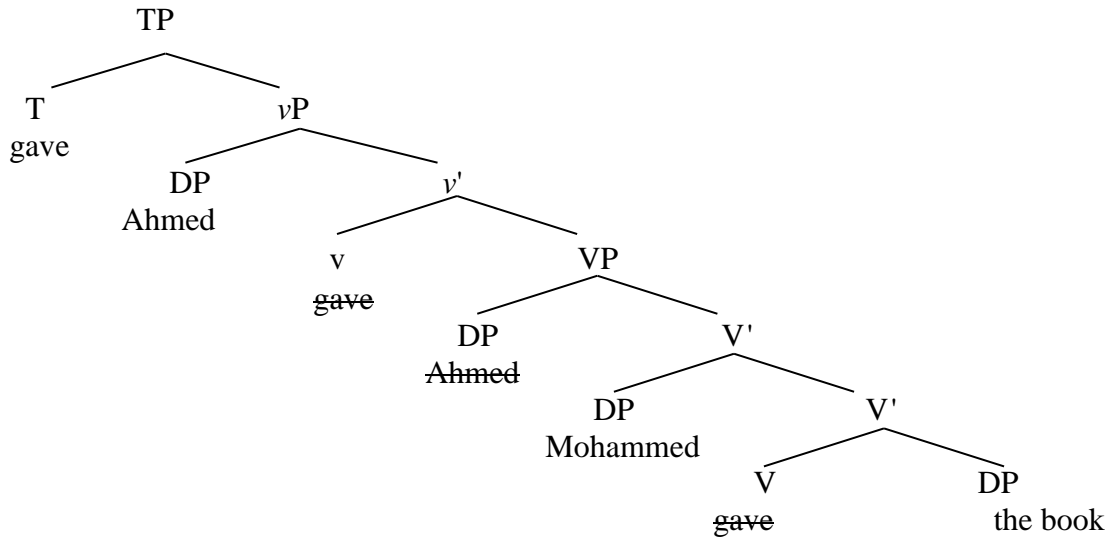 TP
T vP
gave
DP v'
Ahmed
v VP
gave
DP V'
Ahmed
DP V'
Mohammed
V DP
gave the book